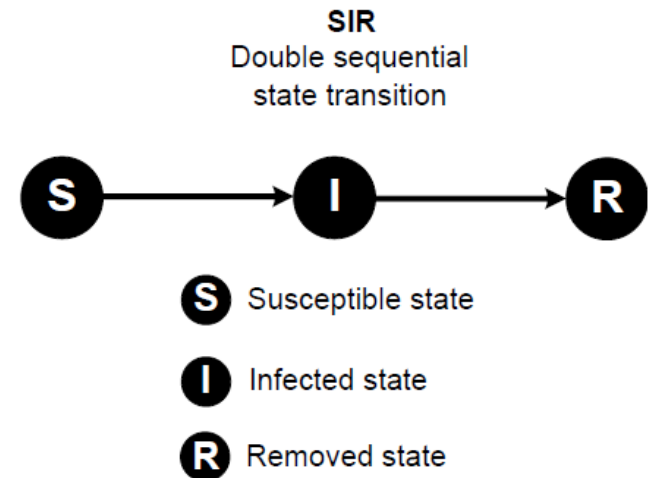 SIR
Double sequential
state transition
S I R
S Susceptible state
I Infected state
R Removed state